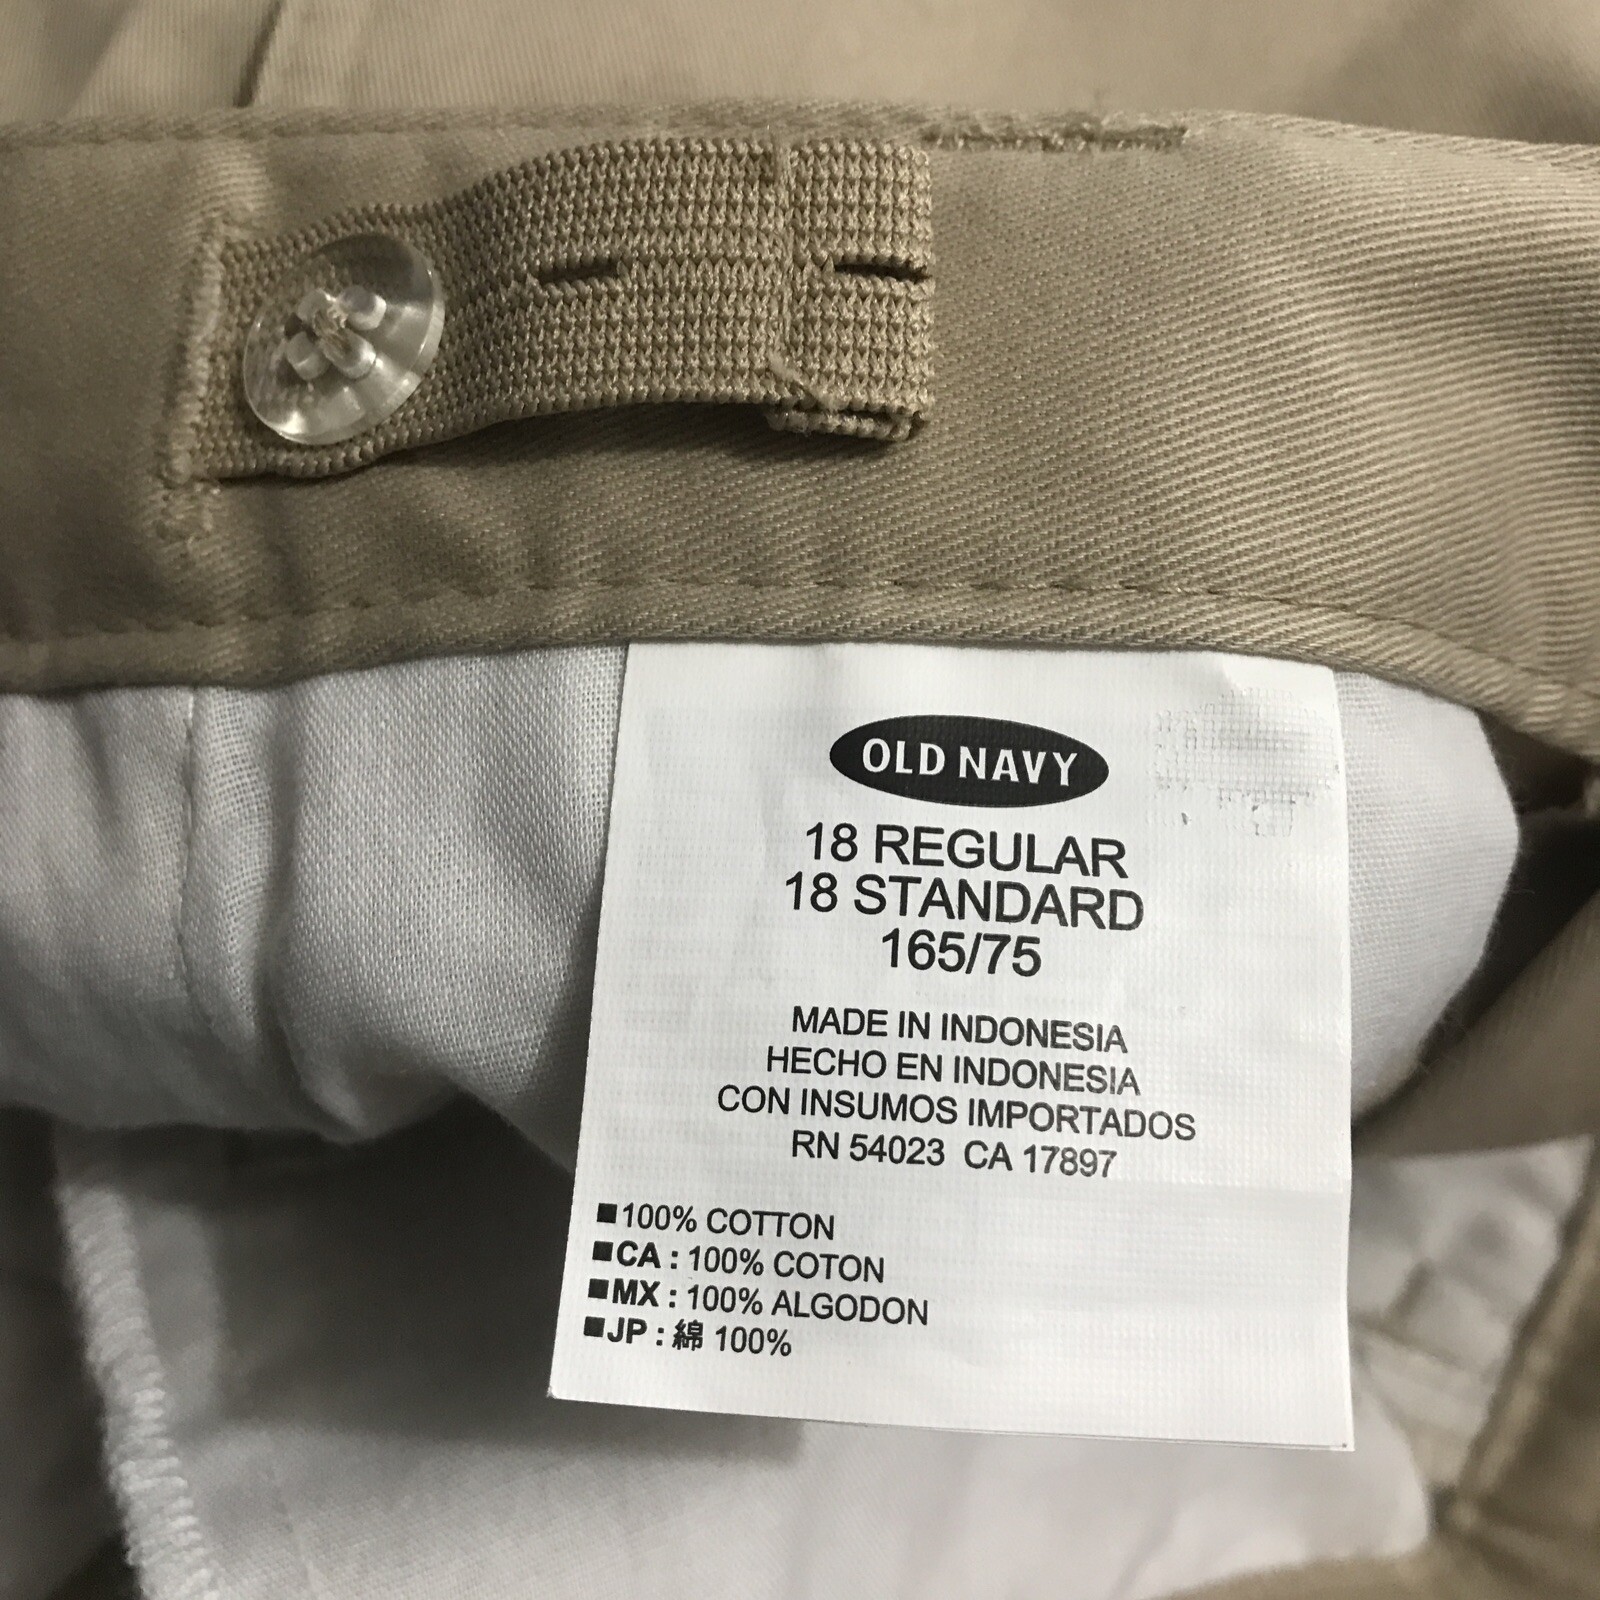 OLD NAVY
18 REGULAR
18 STANDARD
165/75
MADE IN INDONESIA
HECHO EN INDONESIA
CON INSUMOS IMPORTADOS
RN 54023 CA 17897
■100% COTTON
■CA : 100% COTON
■MX : 100% ALGODON
■JP : 綿 100%